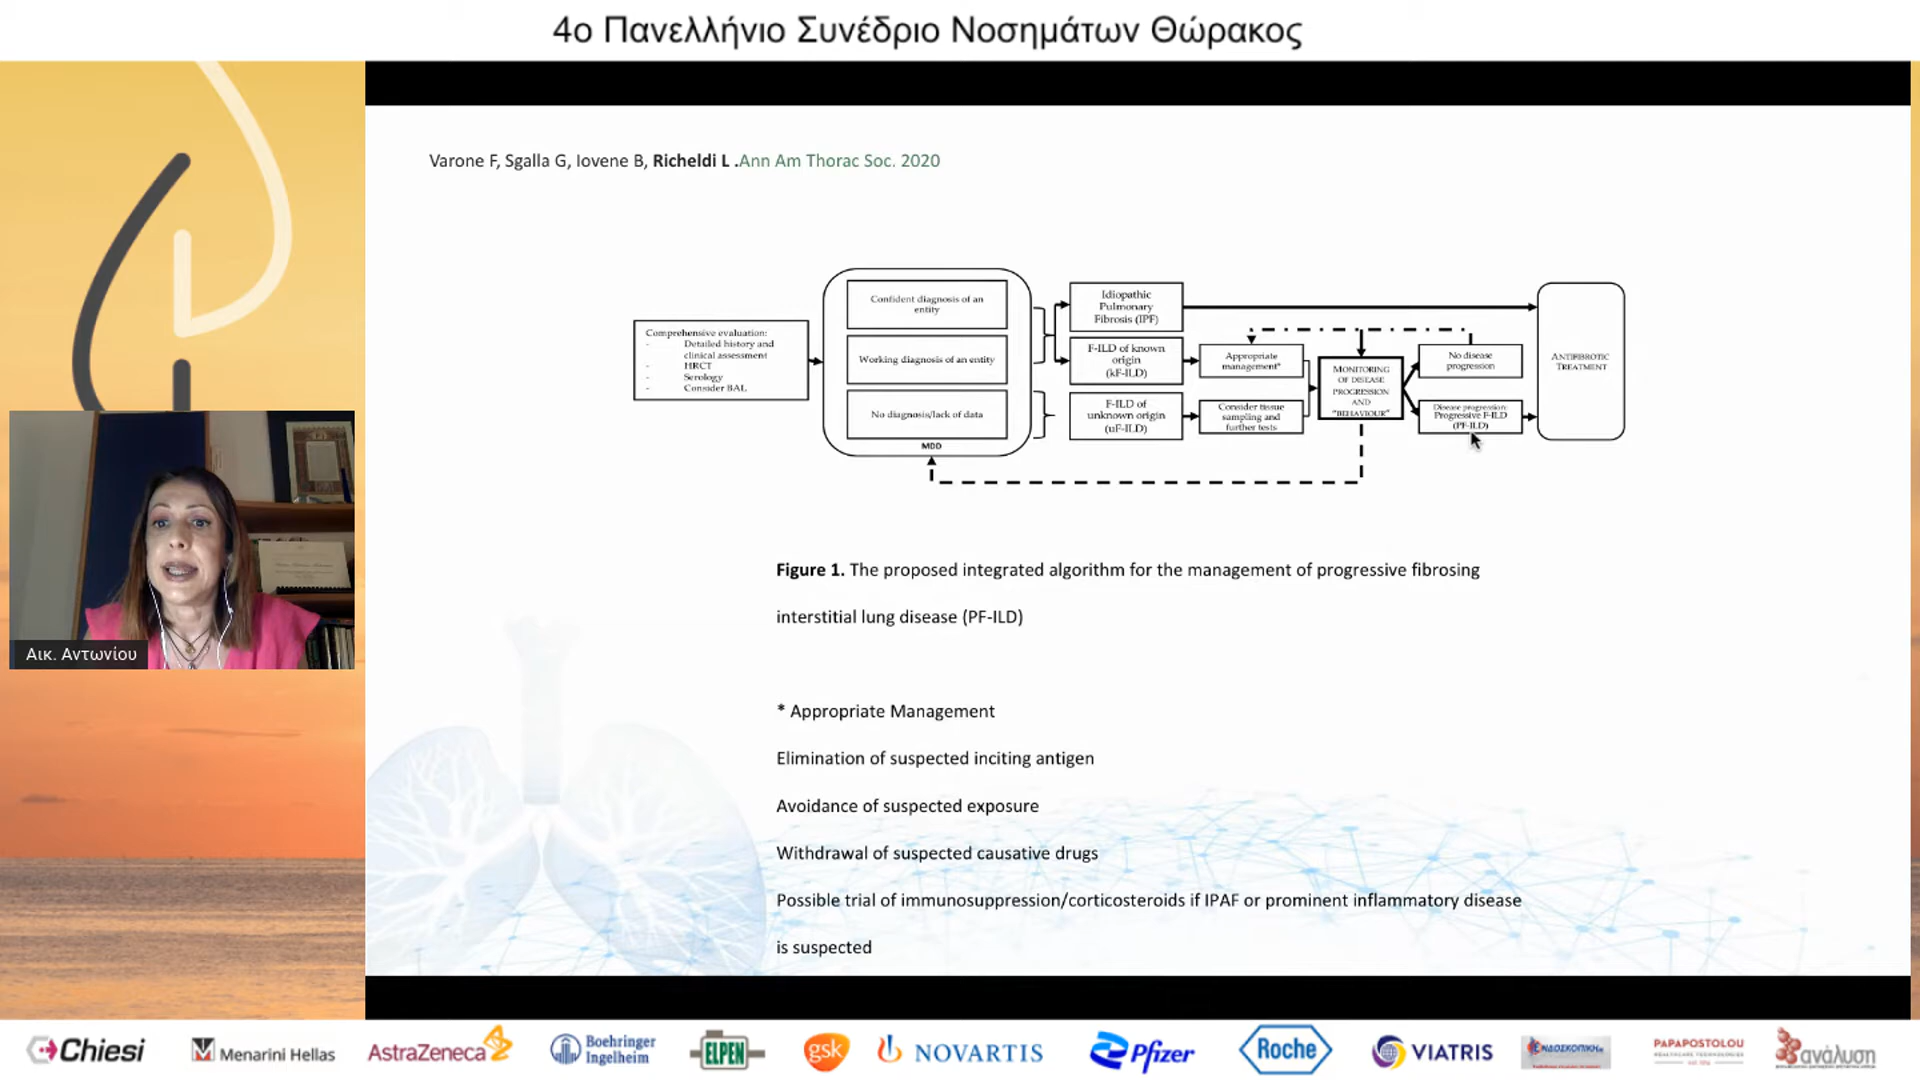 4ο Πανελλήνιο Συνέδριο Νοσημάτων Θώρακος
Varone F, Sgalla G, Iovene B, Richeldi L .Ann Am Thorac Soc. 2020
Comprehensive evaluation:
- Detailed history and
clinical assessment
- HRCT
- Serology
- Consider BAL
Confident diagnosis of an
entity
Working diagnosis of an entity
No diagnosis/lack of data
MDD
Idiopathic
Pulmonary
Fibrosis (IPF)
F-ILD of known
origin
(kF-ILD)
F-ILD of
unknown origin
(uF-ILD)
Appropriate
management*
Consider tissue
sampling and
further tests
MONITORING
OF DISEASE
PROGRESSION
AND
"BEHAVIOUR"
No disease
progression
Disease progression:
Progressive F-ILD
(PF-ILD)
ANTIFIBROTIC
TREATMENT
Figure 1. The proposed integrated algorithm for the management of progressive fibrosing
interstitial lung disease (PF-ILD)
* Appropriate Management
Elimination of suspected inciting antigen
Avoidance of suspected exposure
Withdrawal of suspected causative drugs
Possible trial of immunosuppression/corticosteroids if IPAF or prominent inflammatory disease
is suspected
Αικ. Αντωνίου
Chiesi
Menarini Hellas
AstraZeneca
Boehringer
Ingelheim
ELPEN
gsk
NOVARTIS
Pfizer
Roche
VIATRIS
ΕΝΔΟΣΚΟΠΙΚΗ
PAPAPOSTOLOU
HEALTHCARE TECHNOLOGIES
ανάλυση